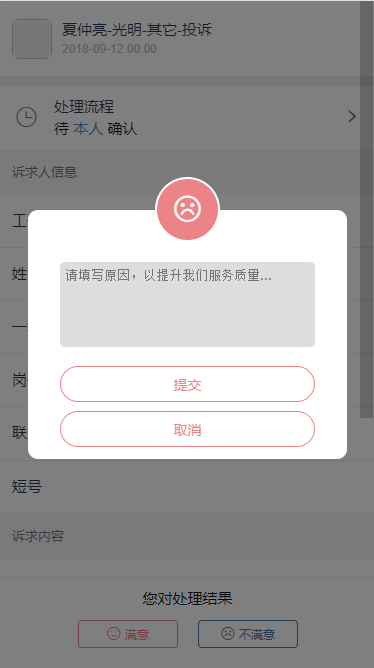 夏仲亮-光明-其它-投诉
2018-09-12 00:00
处理流程
待 本人 确认
诉求人信息
工
姓
请填写原因，以提升我们服务质量...
一
岗
提交
取消
联
短号
诉求内容
您对处理结果
满意 不满意